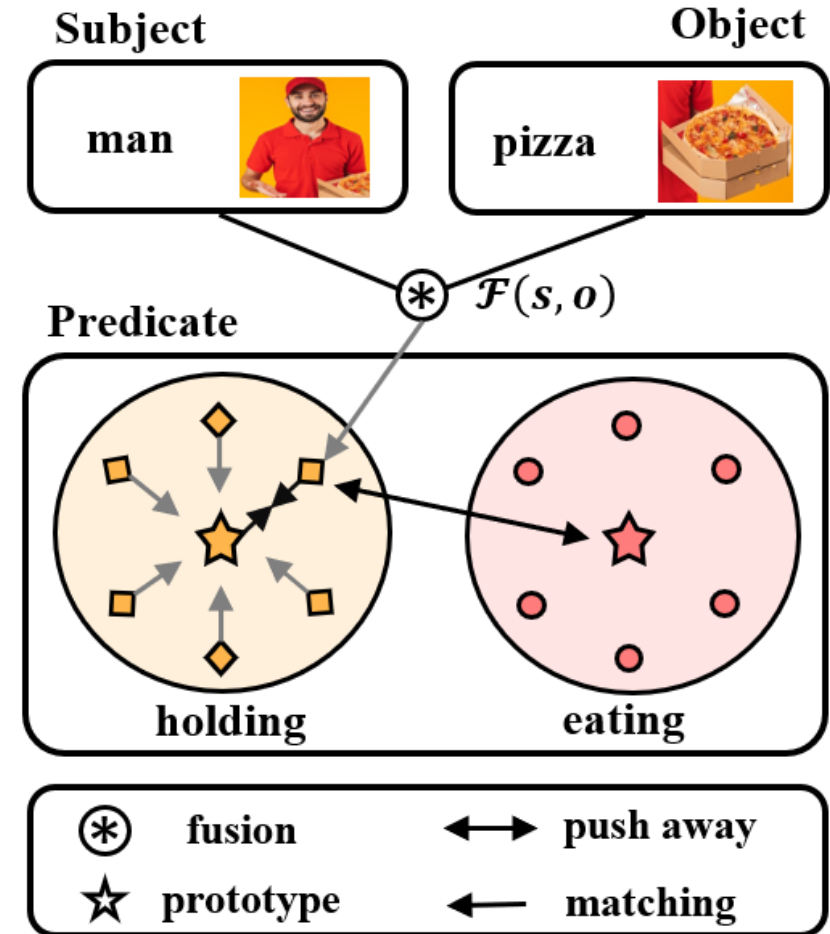 Subject
Object
man
pizza
ℱ(s, o)
Predicate
holding
eating
fusion
push away
prototype
matching